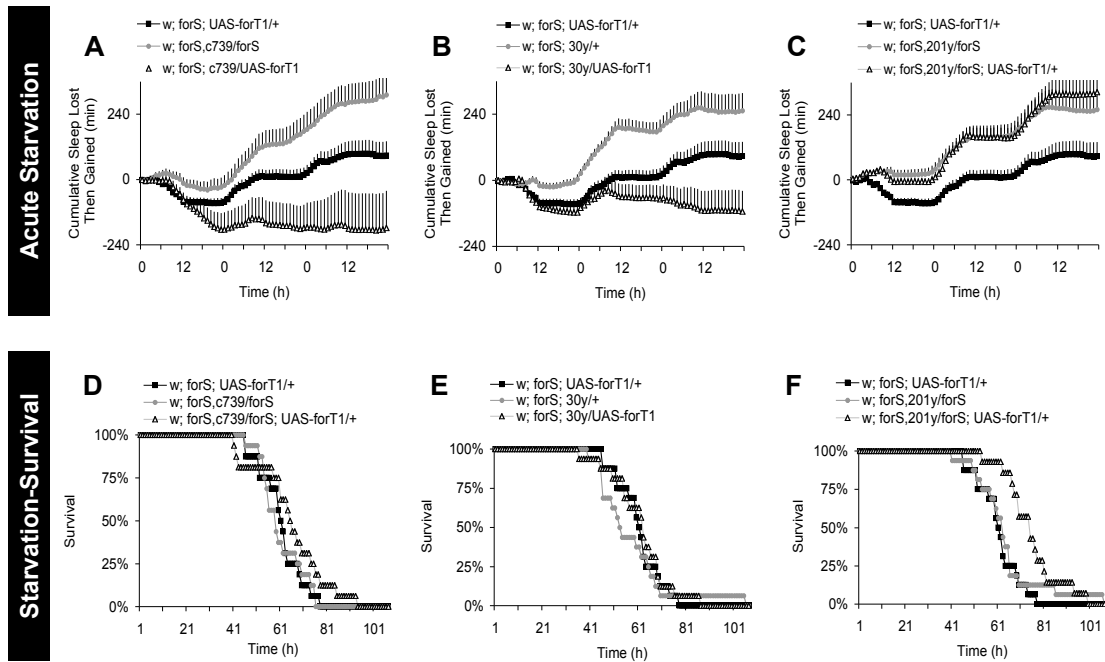 Acute Starvation
A
w; forS; UAS-forT1/+
w; forS,c739/forS
w; forS; c739/UAS-forT1
Cumulative Sleep Lost
Then Gained (min)
240
0
-240
0 12 0 12 0 12
Time (h)
B
w; forS; UAS-forT1/+
w; forS; 30y/+
w; forS; 30y/UAS-forT1
Cumulative Sleep Lost
Then Gained (min)
240
0
-240
0 12 0 12 0 12
Time (h)
C
w; forS; UAS-forT1/+
w; forS,201y/forS
w; forS,201y/forS; UAS-forT1/+
Cumulative Sleep Lost
Then Gained (min)
240
0
-240
0 12 0 12 0 12
Time (h)
Starvation-Survival
D
w; forS; UAS-forT1/+
w; forS,c739/forS
w; forS,c739/forS; UAS-forT1/+
Survival
100%
75%
50%
25%
0%
1 21 41 61 81 101
Time (h)
E
w; forS; UAS-forT1/+
w; forS; 30y/+
w; forS; 30y/UAS-forT1
Survival
100%
75%
50%
25%
0%
1 21 41 61 81 101
Time (h)
F
w; forS; UAS-forT1/+
w; forS,201y/forS
w; forS,201y/forS; UAS-forT1/+
Survival
100%
75%
50%
25%
0%
1 21 41 61 81 101
Time (h)